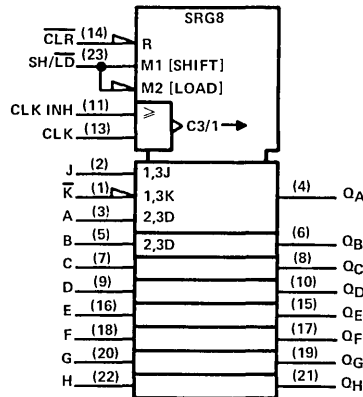 SRG8
C̅L̅R̅ (14) R
SH/L̅D̅ (23) M1 [SHIFT]
M2 [LOAD]
CLK INH (11) ≥
CLK (13) C3/1
J (2) 1,3J
K̅ (1) 1,3K (4) QA
A (3) 2,3D
B (5) 2,3D (6) QB
C (7) (8) QC
D (9) (10) QD
E (16) (15) QE
F (18) (17) QF
G (20) (19) QG
H (22) (21) QH